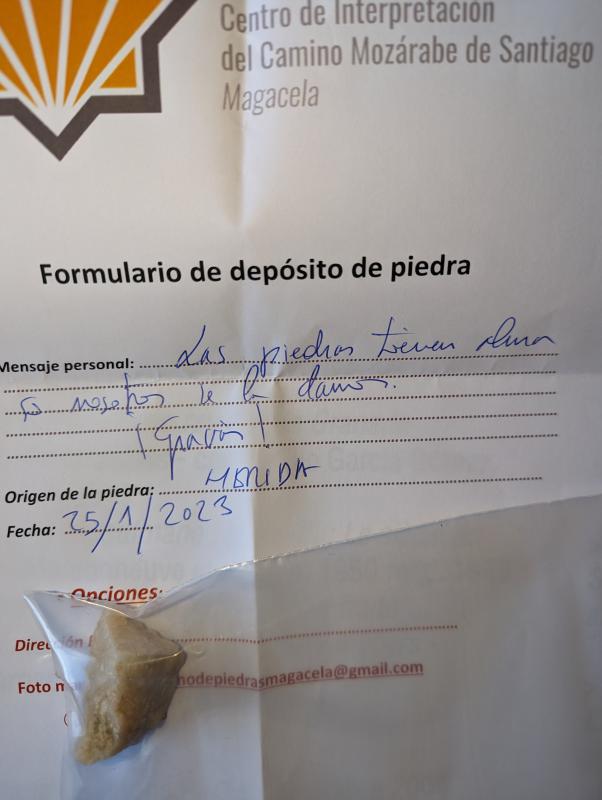 Centro de Interpretación
del Camino Mozárabe de Santiago
Magacela
Formulario de depósito de piedra
Mensaje personal: Las piedras tienen alma
si nosotros se la damos.
¡Gracias!
Origen de la piedra: MERIDA
Fecha: 25/1/2023
Opciones:
Dirección
Foto
nodepiedrasmagacela@gmail.com